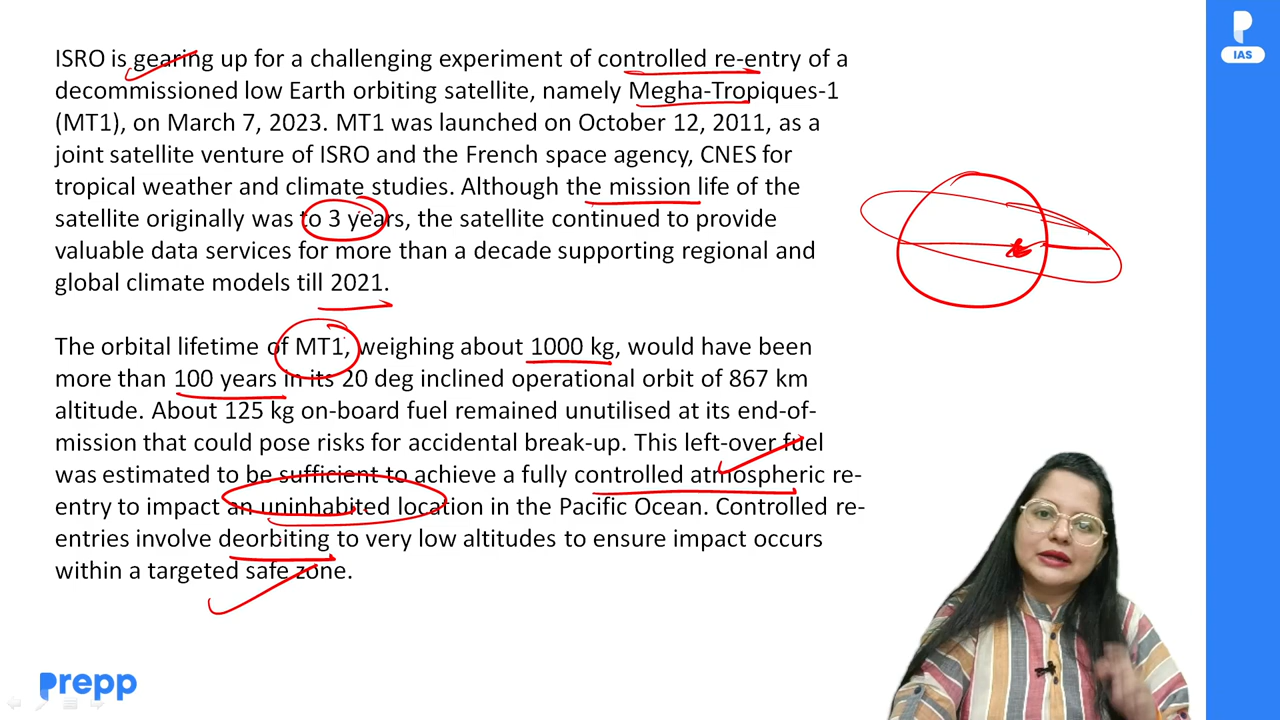 ISRO is gearing up for a challenging experiment of controlled re-entry of a
decommissioned low Earth orbiting satellite, namely Megha-Tropiques-1
(MT1), on March 7, 2023. MT1 was launched on October 12, 2011, as a
joint satellite venture of ISRO and the French space agency, CNES for
tropical weather and climate studies. Although the mission life of the
satellite originally was to 3 years, the satellite continued to provide
valuable data services for more than a decade supporting regional and
global climate models till 2021.
The orbital lifetime of MT1, weighing about 1000 kg, would have been
more than 100 years in its 20 deg inclined operational orbit of 867 km
altitude. About 125 kg on-board fuel remained unutilised at its end-of-
mission that could pose risks for accidental break-up. This left-over fuel
was estimated to be sufficient to achieve a fully controlled atmospheric re-
entry to impact an uninhabited location in the Pacific Ocean. Controlled re-
entries involve deorbiting to very low altitudes to ensure impact occurs
within a targeted safe zone.
IAS
prepp